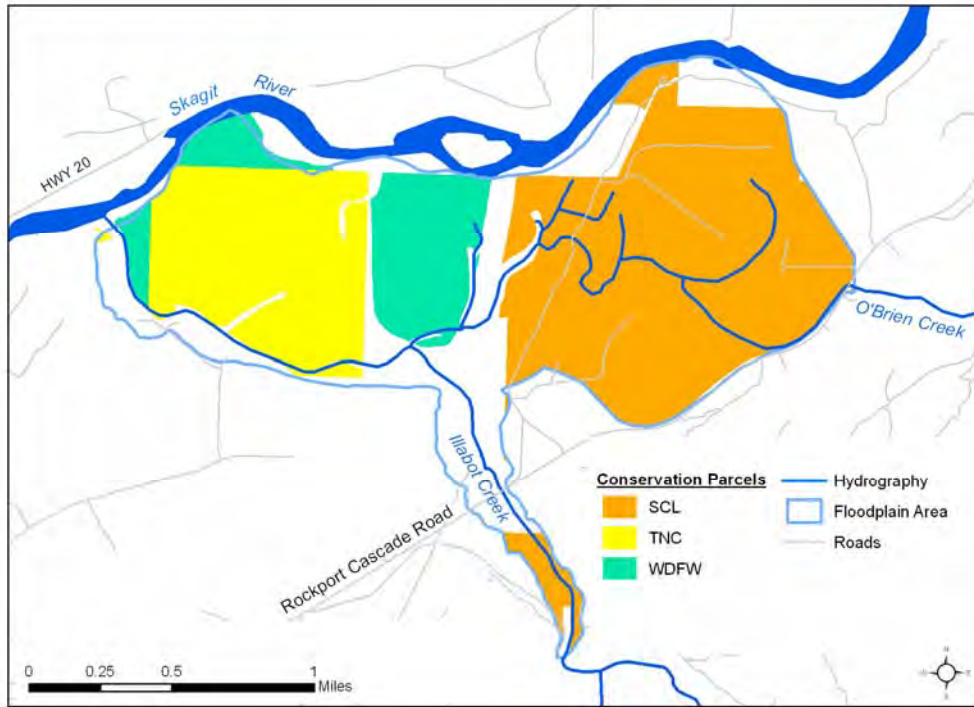 Skagit River
HWY 20
O'Brien Creek
Illabot Creek
Rockport Cascade Road
Conservation Parcels
SCL
TNC
WDFW
Hydrography
Floodplain Area
Roads
0 0.25 0.5 1
Miles
N
W E
S